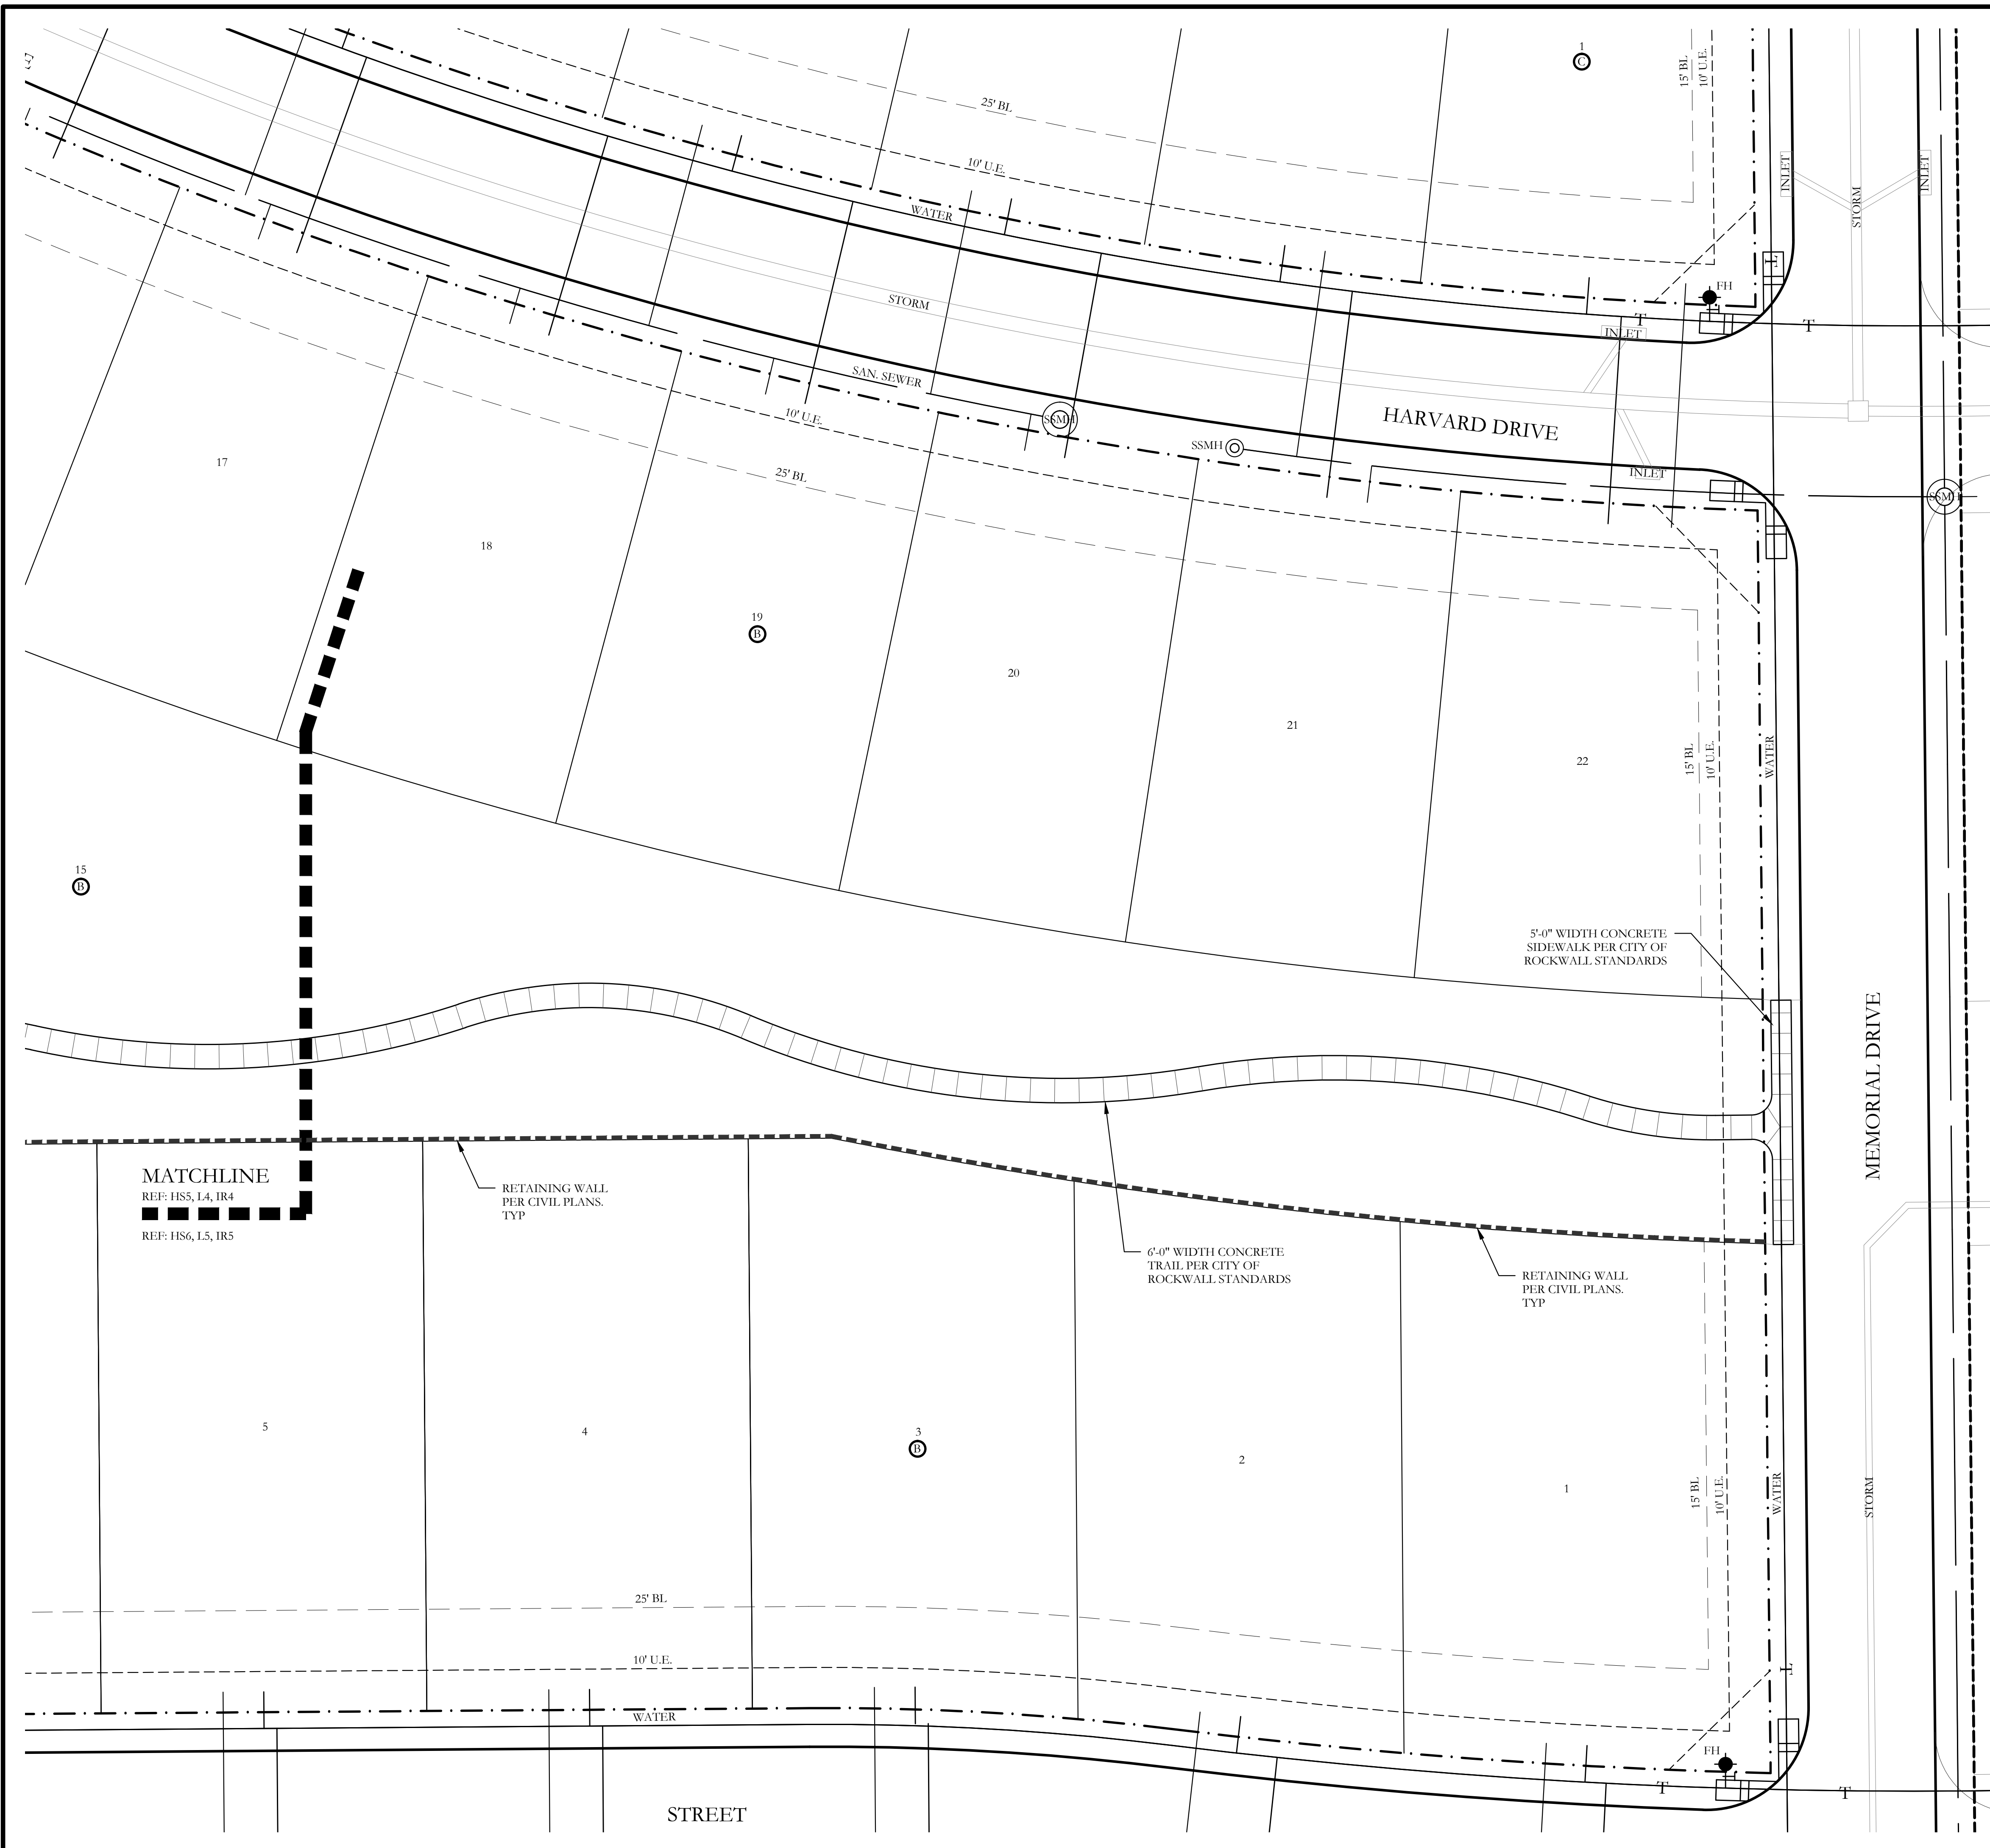 1
C
15' BL
10' U.E.
25' BL
10' U.E.
INLET
STORM
INLET
WATER
STORM
FH
T
T
T
INLET
SAN. SEWER
SSMH
10' U.E.
25' BL
SSMH
HARVARD DRIVE
INLET
SSMH
17
18
19
B
20
21
22
15' BL
10' U.E.
WATER
15
B
5'-0" WIDTH CONCRETE
SIDEWALK PER CITY OF
ROCKWALL STANDARDS
MEMORIAL DRIVE
MATCHLINE
REF: HS5, L4, IR4
REF: HS6, L5, IR5
RETAINING WALL
PER CIVIL PLANS.
TYP
6'-0" WIDTH CONCRETE
TRAIL PER CITY OF
ROCKWALL STANDARDS
RETAINING WALL
PER CIVIL PLANS.
TYP
5
4
3
B
2
1
15' BL
10' U.E.
WATER
STORM
25' BL
10' U.E.
WATER
T
FH
T
T
STREET